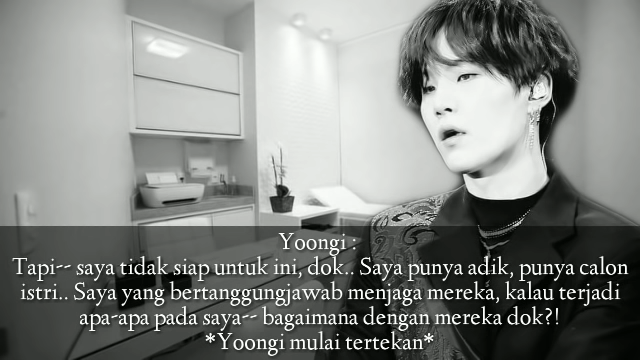 Yoongi :
Tapi-- saya tidak siap untuk ini, dok.. Saya punya adik, punya calon
istri.. Saya yang bertanggungjawab menjaga mereka, kalau terjadi
apa-apa pada saya-- bagaimana dengan mereka dok?!
*Yoongi mulai tertekan*